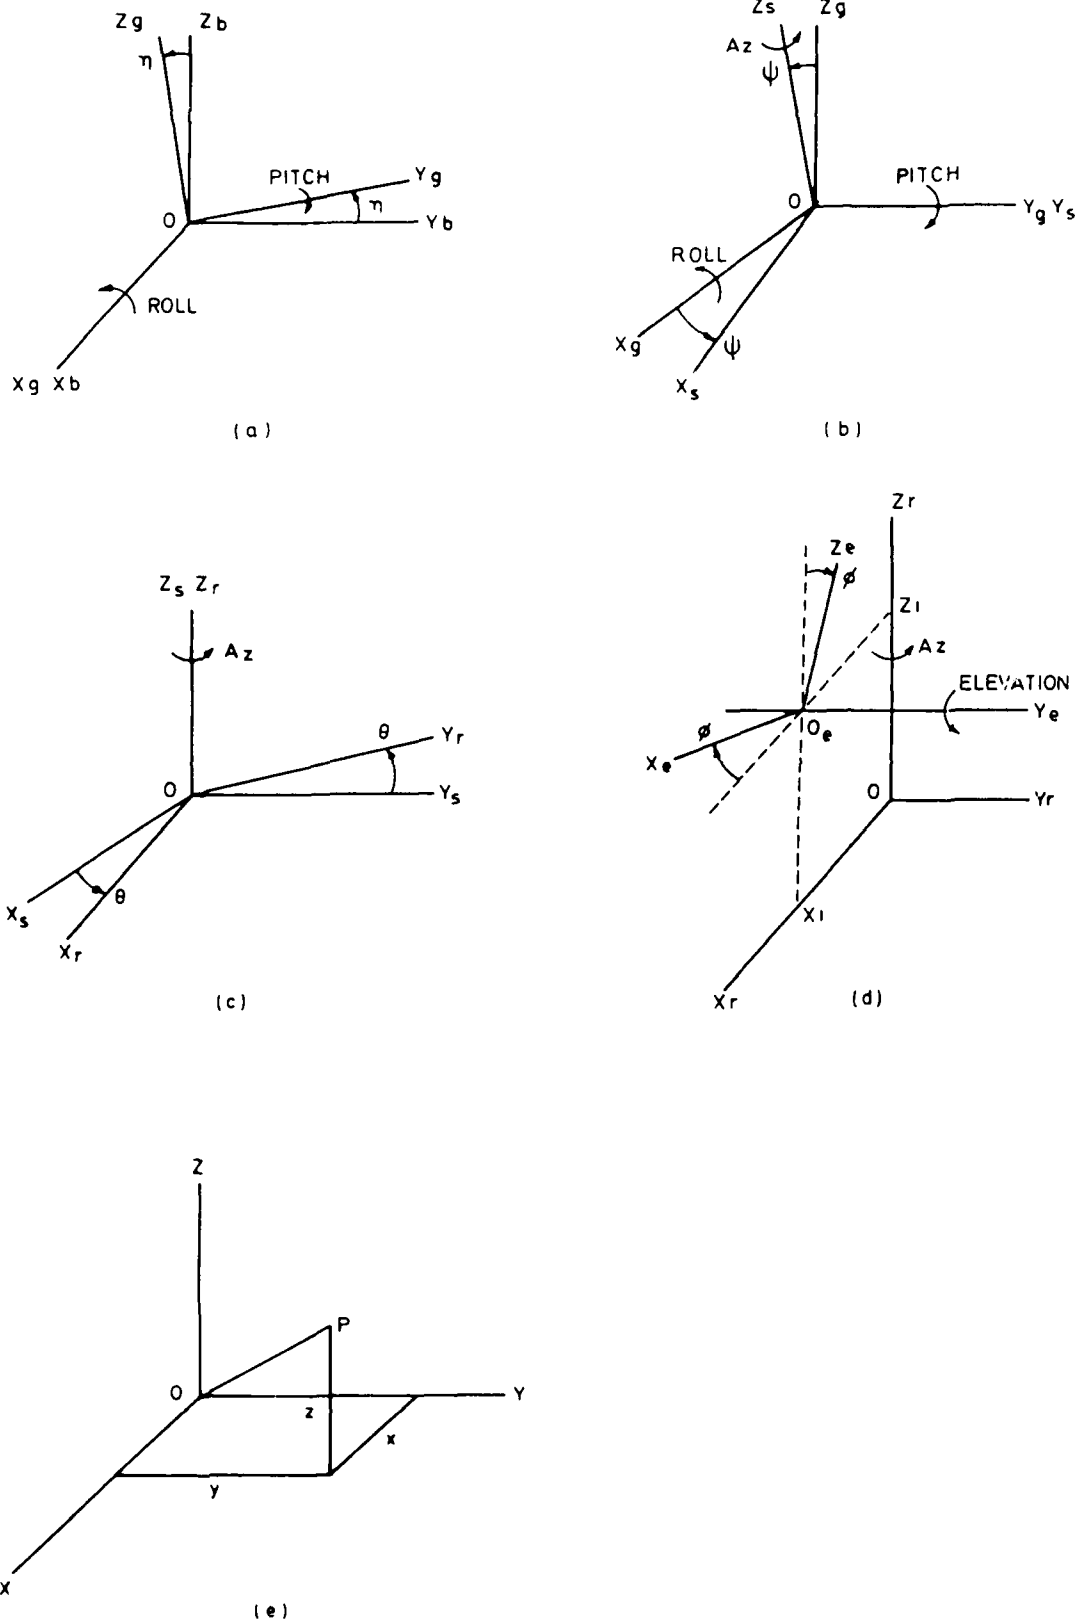 Zg Zb
η
PITCH
Yg
η
O
Yb
ROLL
Xg Xb
(a)
Zs Zg
Az
ψ
PITCH
O
Yg Ys
ROLL
Xg
ψ
Xs
(b)
Zs Zr
Az
θ
Yr
O
Ys
Xs
θ
Xr
(c)
Zr
Ze
φ
Z1
Az
ELEVATION
Ye
φ
Oe
Xe
O
Yr
X1
Xr
(d)
Z
P
O
Y
z
x
y
X
(e)